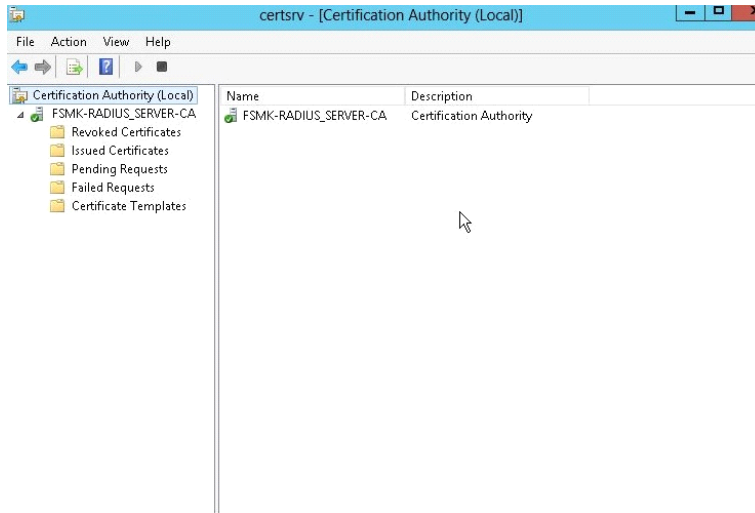 certsrv - [Certification Authority (Local)]
File Action View Help
Certification Authority (Local)
FSMK-RADIUS_SERVER-CA
Revoked Certificates
Issued Certificates
Pending Requests
Failed Requests
Certificate Templates
Name Description
FSMK-RADIUS_SERVER-CA Certification Authority